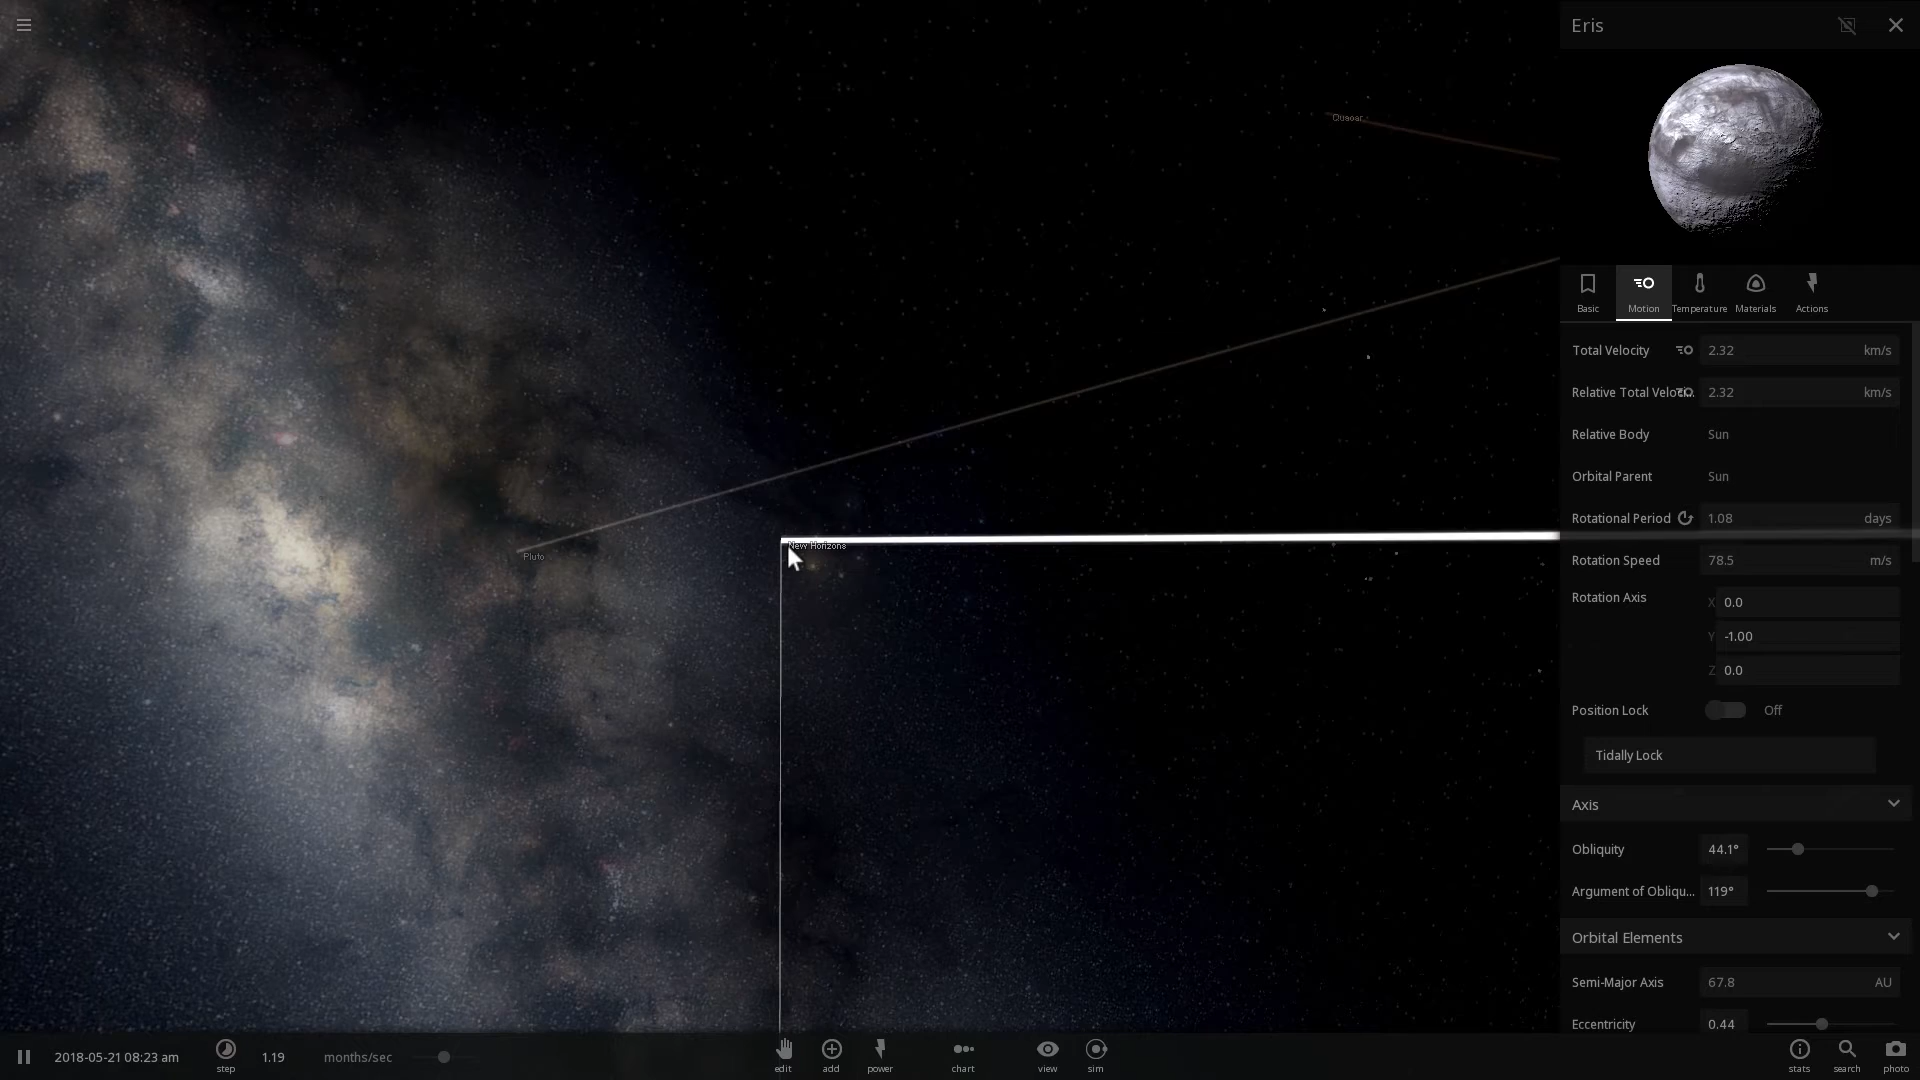 Eris
Quaoar
Basic
Motion
Temperature
Materials
Actions
Total Velocity 2.32 km/s
Relative Total Veloci... 2.32 km/s
Relative Body Sun
Orbital Parent Sun
Pluto
New Horizons
Rotational Period 1.08 days
Rotation Speed 78.5 m/s
Rotation Axis X 0.0
Y -1.00
Z 0.0
Position Lock Off
Tidally Lock
Axis
Obliquity 44.1°
Argument of Obliqu... 119°
Orbital Elements
Semi-Major Axis 67.8 AU
Eccentricity 0.44
2018-05-21 08:23 am
step
1.19 months/sec
edit
add
power
chart
view
sim
stats
search
photo